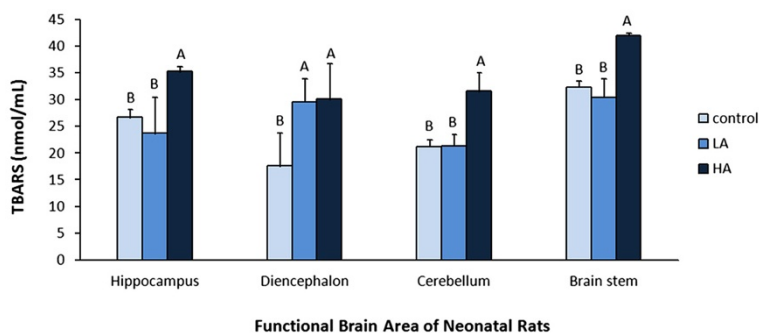 45
40
35
30
25
20
15
10
5
0
TBARS (nmol/mL)
B B A
B A A
B B A
B B A
Hippocampus Diencephalon Cerebellum Brain stem
Functional Brain Area of Neonatal Rats
control
LA
HA